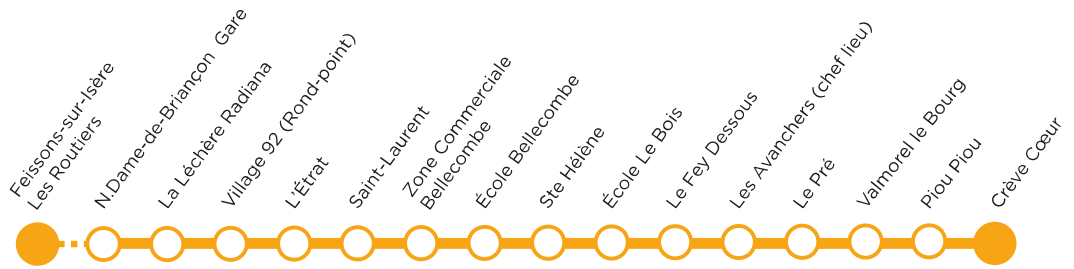 Feissons-sur-Isère
Les Routiers
N.Dame-de-Briançon Gare
La Léchère Radiana
Village 92 (Rond-point)
L'Étrat
Saint-Laurent
Zone Commerciale
Bellecombe
École Bellecombe
Ste Hélène
École Le Bois
Le Fey Dessous
Les Avanchers (chef lieu)
Le Pré
Valmorel le Bourg
Piou Piou
Crève Cœur